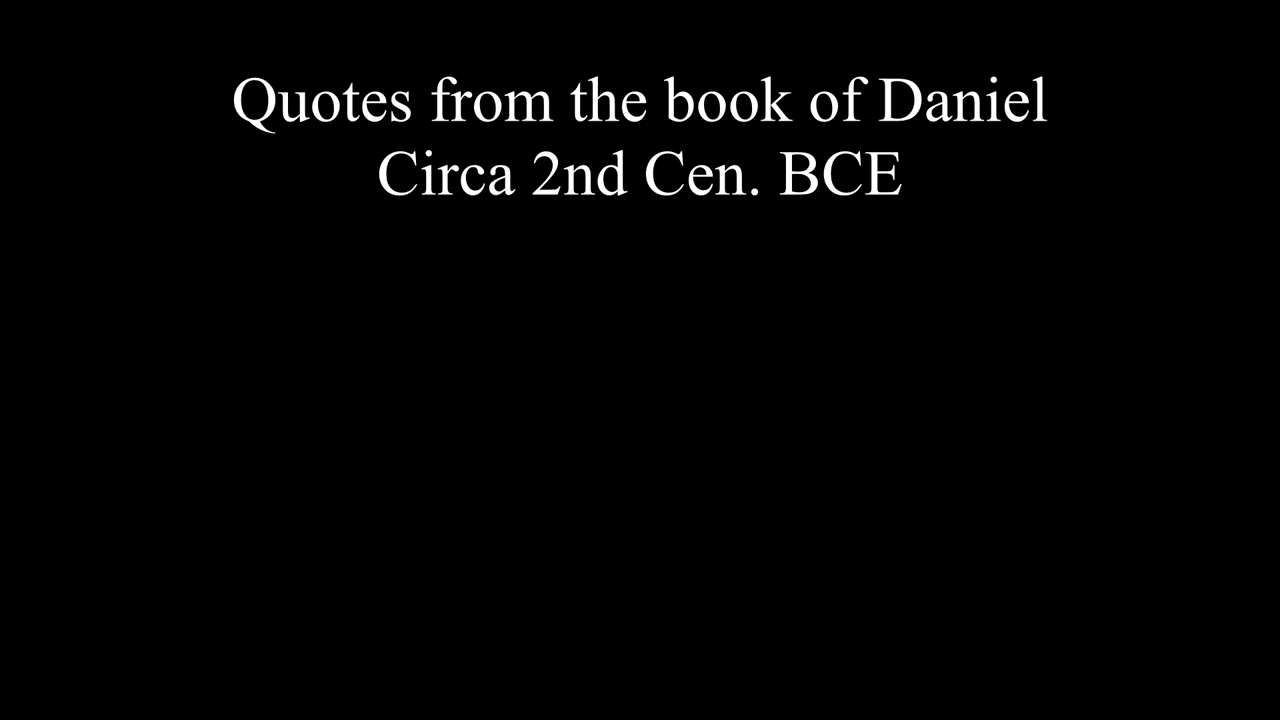 Quotes from the book of Daniel
Circa 2nd Cen. BCE